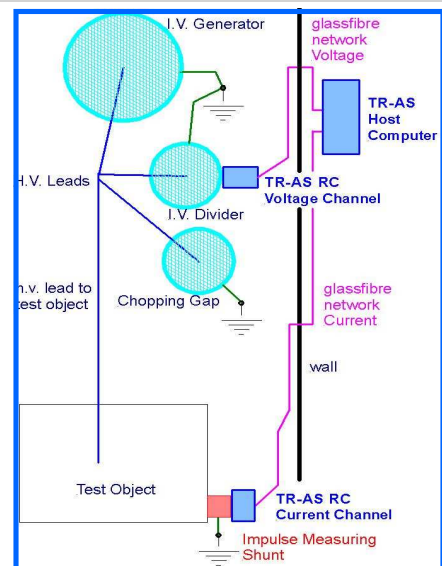 I.V. Generator
glassfibre
network
Voltage
TR-AS
Host
Computer
H.V. Leads
TR-AS RC
Voltage Channel
I.V. Divider
h.v. lead to
test object
Chopping Gap
glassfibre
network
Current
wall
Test Object
TR-AS RC
Current Channel
Impulse Measuring
Shunt